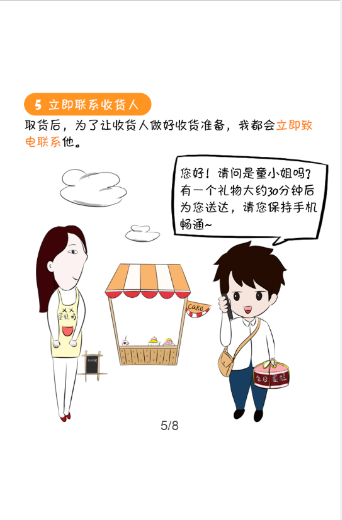 5 立即联系收货人
取货后，为了让收货人做好收货准备，我都会立即致
电联系他。
您好！请问是董小姐吗？
有一个礼物大约30分钟后
为您送达，请您保持手机
畅通~
CAKE
5/8